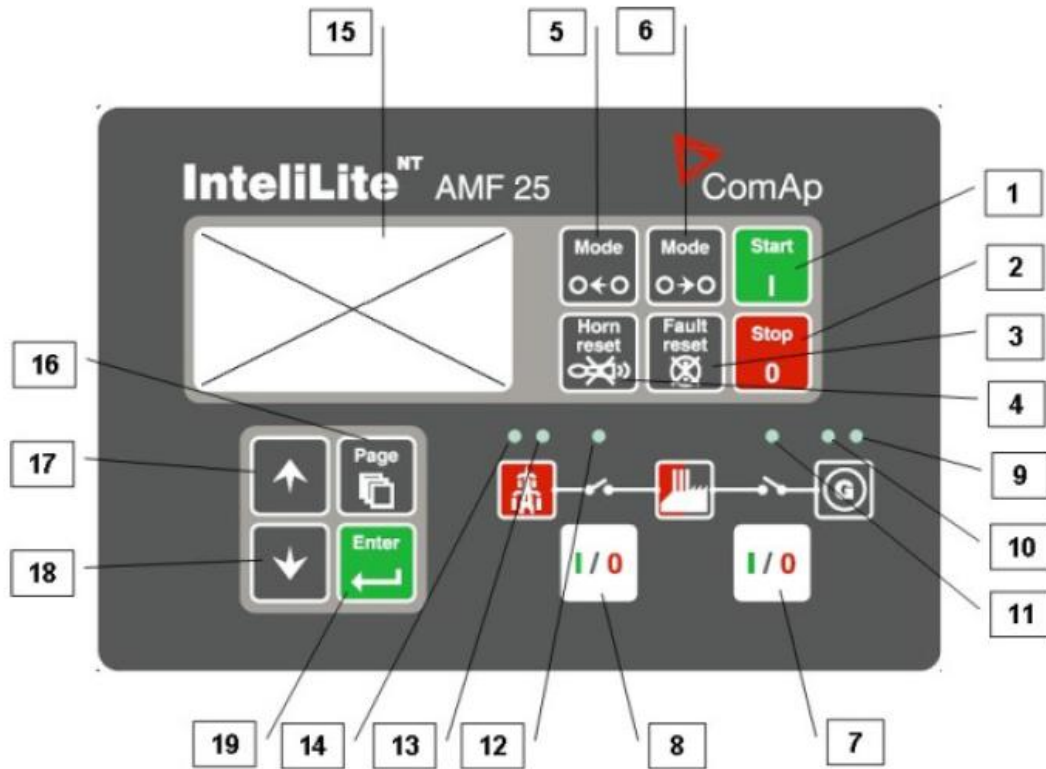 15
5
6
InteliLite NT AMF 25
ComAp
1
Mode
Mode
Start
I
2
Horn
reset
Fault
reset
Stop
0
3
16
4
17
Page
9
G
18
Enter
I / 0
I / 0
10
11
19
14
13
12
8
7